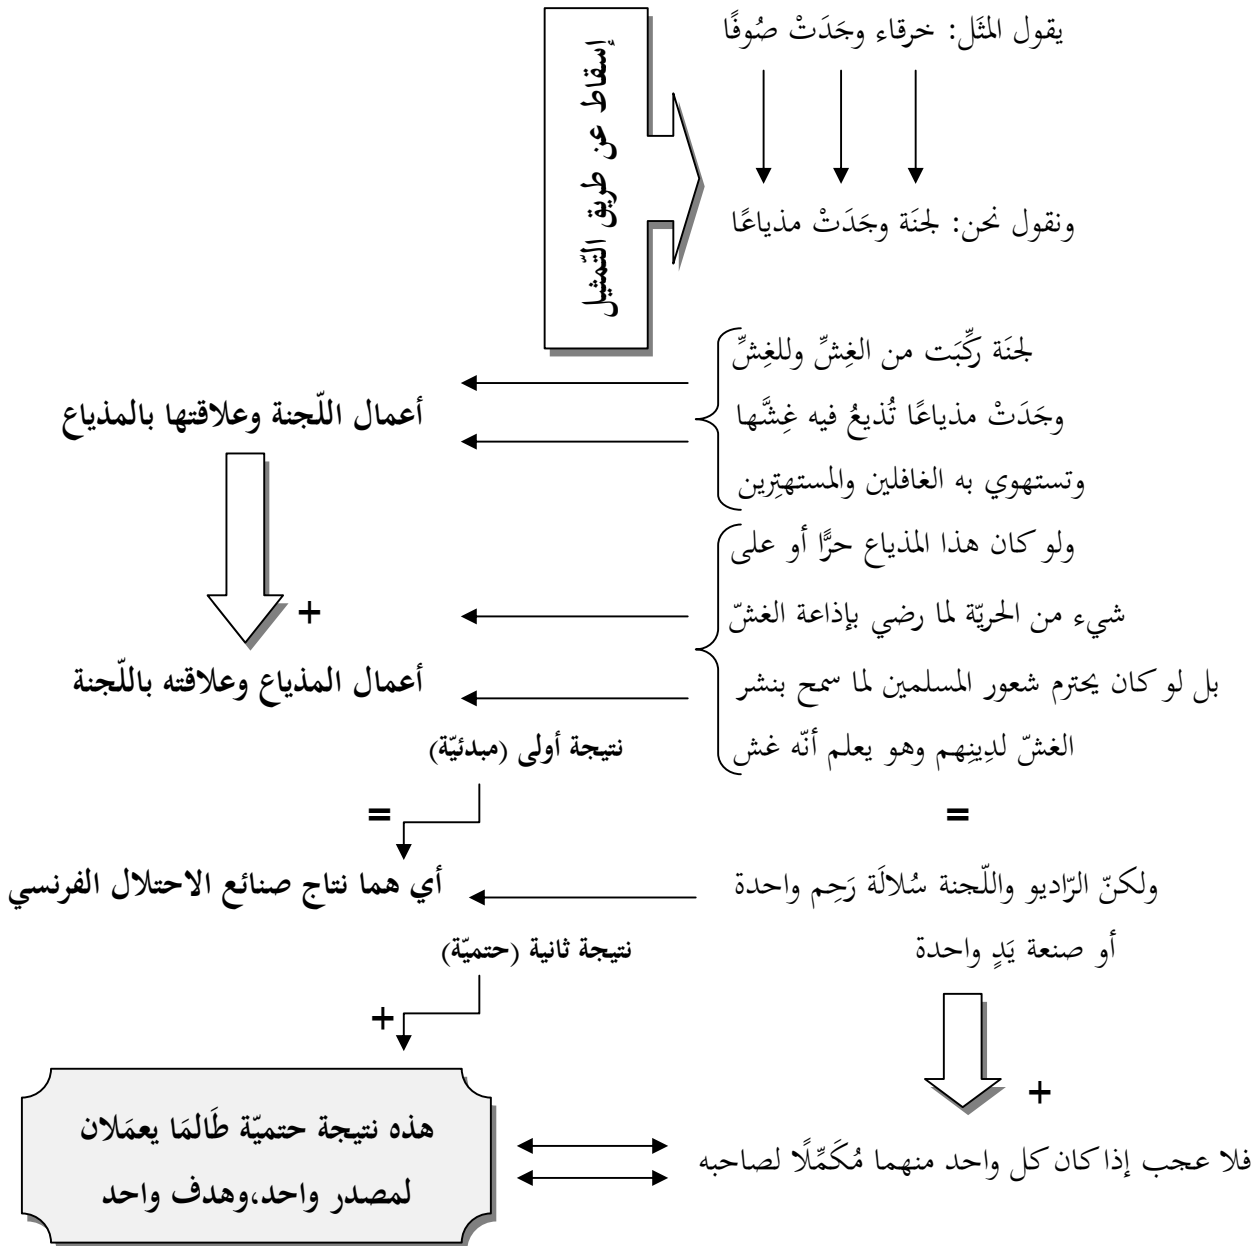 يقول المثَل: خرقاء وجَدَتْ صُوفًا
إسقاط عن طريق التّمثيل
ونقول نحن: لجنَة وجَدَتْ مذياعًا
لجنَة ركِّبَت من الغِشِّ وللغِشِّ
وجَدَتْ مذياعًا تُذيعُ فيه غِشَّها
وتستهوي به الغافلين والمستهتِرين
أعمال اللّجنة وعلاقتها بالمذياع
+
ولو كان هذا المذياع حرًّا أو على
شيء من الحريّة لما رضي بإذاعة الغشّ
بل لو كان يحترم شعور المسلمين لما سمح بنشر
الغشّ لدِينِهم وهو يعلم أنّه غش
أعمال المذياع وعلاقته باللّجنة
نتيجة أولى (مبدئيّة)
=
=
ولكنّ الرّاديو واللّجنة سُلالَة رَحِم واحدة
أو صنعة يَدٍ واحدة
أي هما نتاج صنائع الاحتلال الفرنسي
نتيجة ثانية (حتميّة)
+
+
فلا عجب إذا كان كل واحد منهما مُكَمِّلًا لصاحبه
هذه نتيجة حتميّة طَالمَا يعمَلان
لمصدر واحد،وهدف واحد